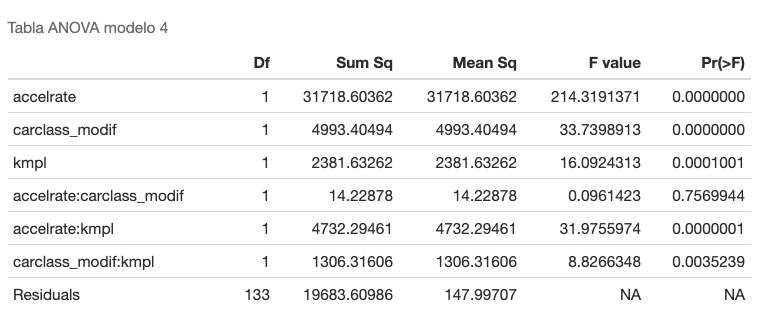 Tabla ANOVA modelo 4
Df Sum Sq Mean Sq F value Pr(>F)
accelrate 1 31718.60362 31718.60362 214.3191371 0.0000000
carclass_modif 1 4993.40494 4993.40494 33.7398913 0.0000000
kmpl 1 2381.63262 2381.63262 16.0924313 0.0001001
accelrate:carclass_modif 1 14.22878 14.22878 0.0961423 0.7569944
accelrate:kmpl 1 4732.29461 4732.29461 31.9755974 0.0000001
carclass_modif:kmpl 1 1306.31606 1306.31606 8.8266348 0.0035239
Residuals 133 19683.60986 147.99707 NA NA